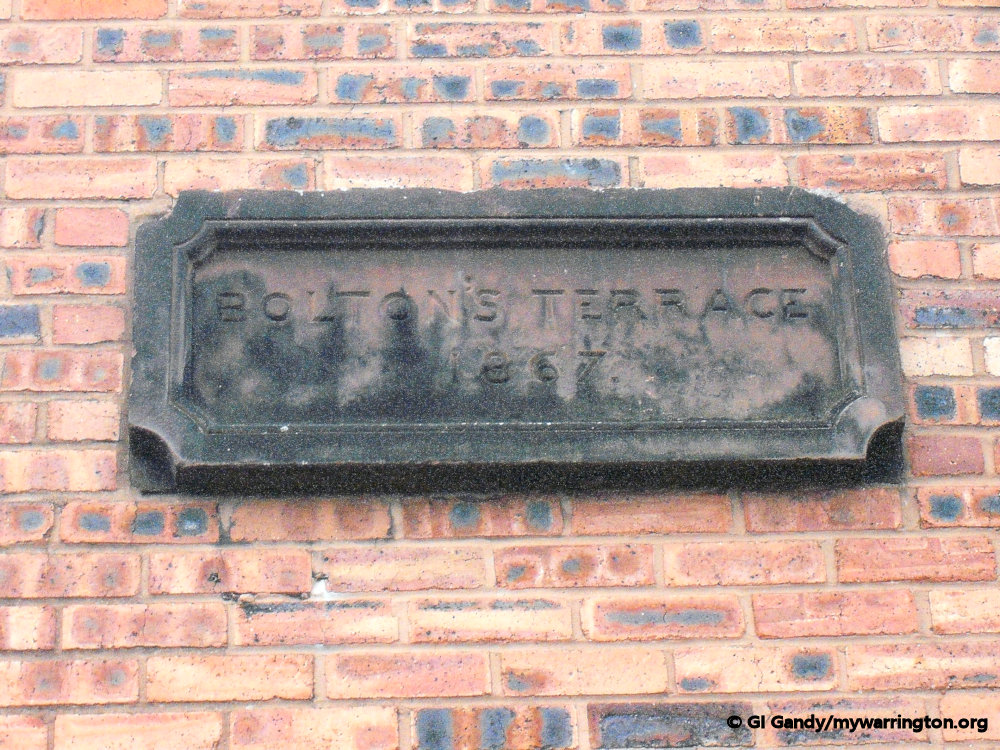 BOLTON'S TERRACE
1867.
© GI Gandy/mywarrington.org